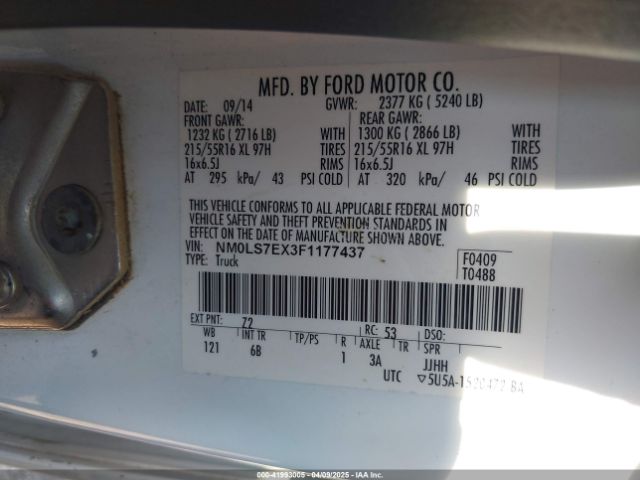 MFD. BY FORD MOTOR CO.
DATE: 09/14 GVWR: 2377 KG ( 5240 LB)
FRONT GAWR: REAR GAWR:
1232 KG ( 2716 LB) WITH 1300 KG ( 2866 LB) WITH
215/55R16 XL 97H TIRES 215/55R16 XL 97H TIRES
16x6.5J RIMS 16x6.5J RIMS
AT 295 kPa/ 43 PSI COLD AT 320 kPa/ 46 PSI COLD
THIS VEHICLE CONFORMS TO ALL APPLICABLE FEDERAL MOTOR
VEHICLE SAFETY AND THEFT PREVENTION STANDARDS IN
EFFECT ON THE DATE OF MANUFACTURE SHOWN ABOVE.
VIN: NM0LS7EX3F1177437 F0409
TYPE: Truck T0488
EXT PNT: Z2 RC: 53 DSO:
WB INT TR TP/PS R AXLE TR SPR
121 6B 1 3A JJHH
UTC ▽5U5A-1520472-BA
000-41993005 - 04/09/2025 - IAA Inc.